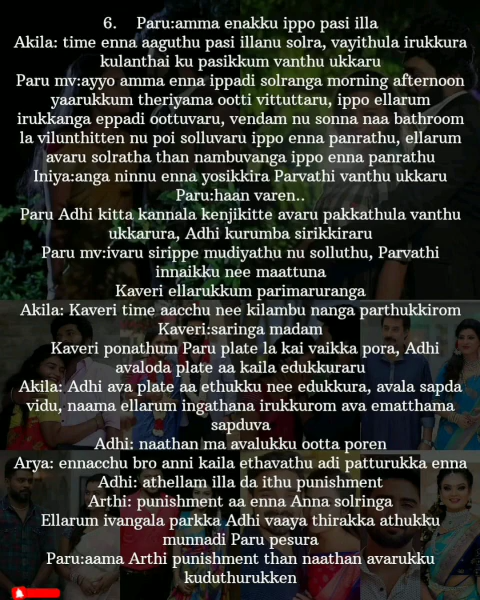 6. Paru:amma enakku ippo pasi illa
Akila: time enna aaguthu pasi illanu solra, vayithula irukkura
kulanthai ku pasikkum vanthu ukkaru
Paru mv:ayyo amma enna ippadi solranga morning afternoon
yaarukkum theriyama ootti vittuttaru, ippo ellarum
irukkanga eppadi oottuvaru, vendam nu sonna naa bathroom
la vilunthitten nu poi solluvaru ippo enna panrathu, ellarum
avaru solratha than nambuvanga ippo enna panrathu
Iniya:anga ninnu enna yosikkira Parvathi vanthu ukkaru
Paru:haan varen..
Paru Adhi kitta kannala kenjikitte avaru pakkathula vanthu
ukkarura, Adhi kurumba sirikkiraru
Paru mv:ivaru sirippe mudiyathu nu solluthu, Parvathi
innaikku nee maattuna
Kaveri ellarukkum parimaruranga
Akila: Kaveri time aacchu nee kilambu nanga parthukkirom
Kaveri:saringa madam
Kaveri ponathum Paru plate la kai vaikka pora, Adhi
avaloda plate aa kaila edukkuraru
Akila: Adhi ava plate aa ethukku nee edukkura, avala sapda
vidu, naama ellarum ingathana irukkurom ava ematthama
sapduva
Adhi: naathan ma avalukku ootta poren
Arya: ennacchu bro anni kaila ethavathu adi patturukka enna
Adhi: athellam illa da ithu punishment
Arthi: punishment aa enna Anna solringa
Ellarum ivangala parkka Adhi vaaya thirakka athukku
munnadi Paru pesura
Paru:aama Arthi punishment than naathan avarukku
kuduthurukken